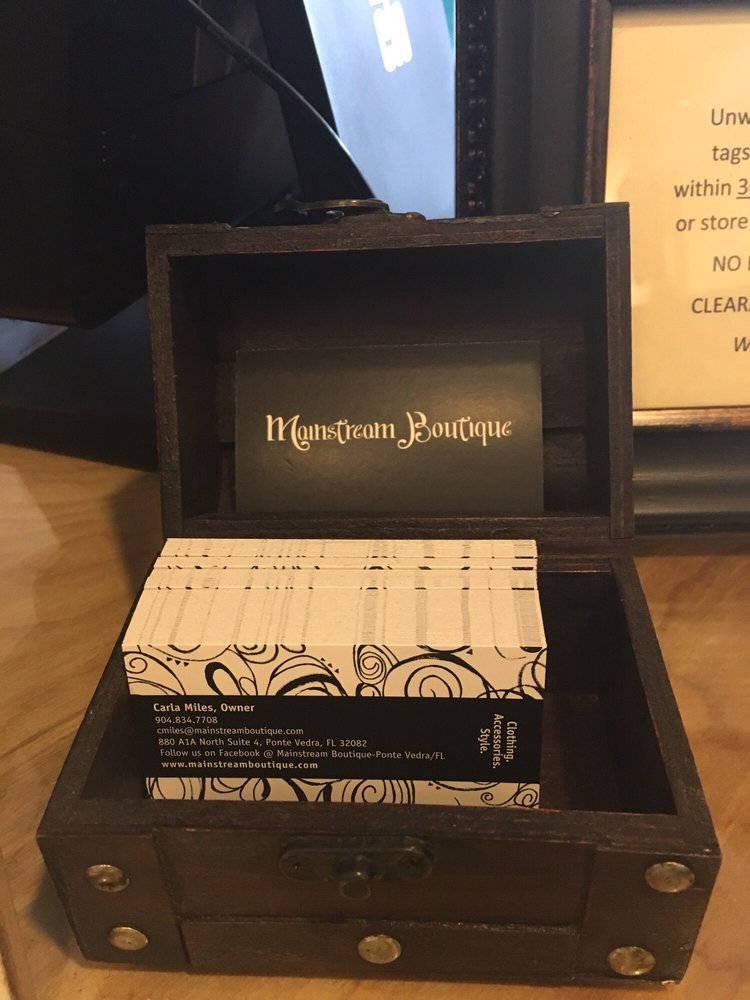 Unw
tags
within 3
or store
NO
CLEAR
W
Mainstream Boutique
Carla Miles, Owner
904.834.7708
cmiles@mainstreamboutique.com
880 A1A North Suite 4, Ponte Vedra, FL 32082
Follow us on Facebook @ Mainstream Boutique-Ponte Vedra/FL
www.mainstreamboutique.com
Clothing.
Accessories.
Style.